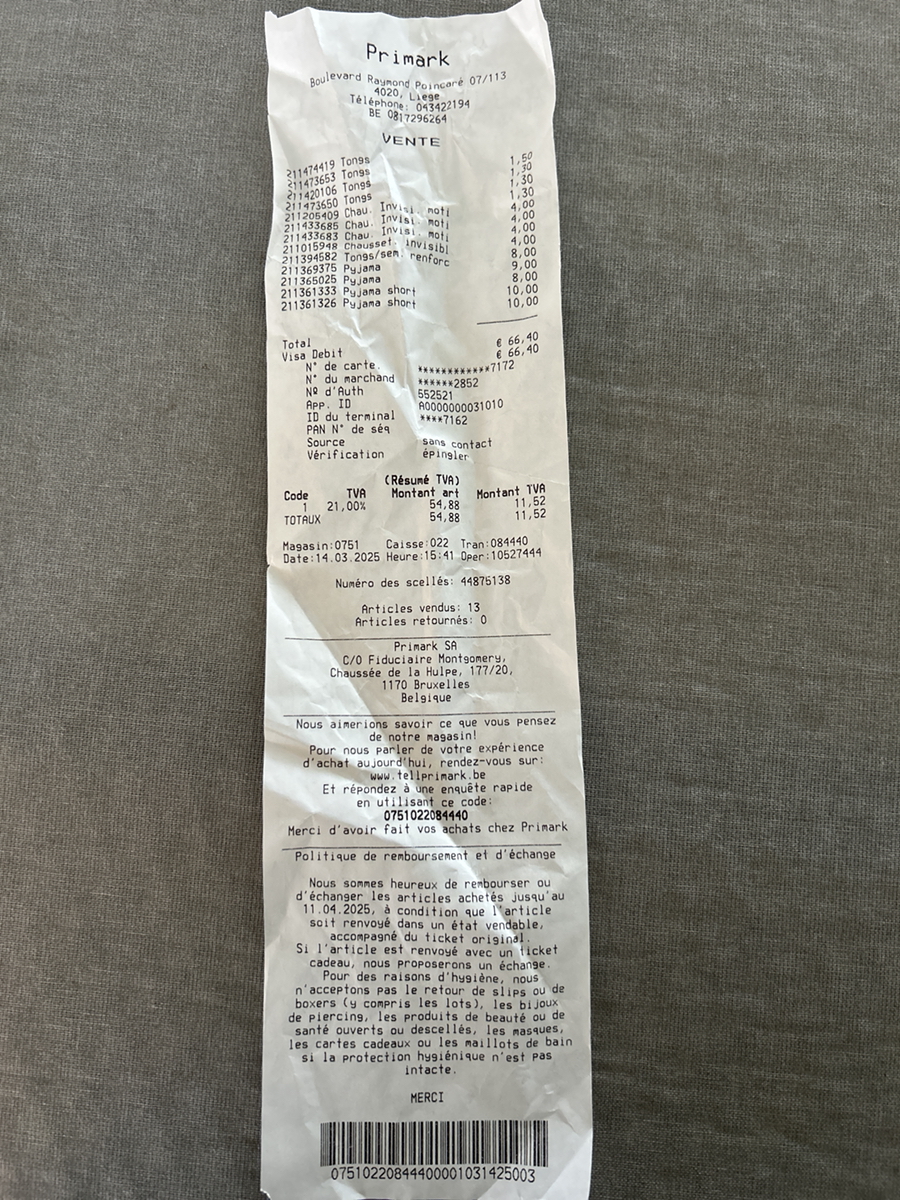 Primark
Boulevard Raymond Poincaré 07/113
4020, Liege
Téléphone: 043422194
BE 0817296264
VENTE
211474419 Tongs 1,50
211473653 Tongs 1,30
211420106 Tongs 1,30
211473650 Tongs 1,30
211205409 Chau. Invisi. moti 4,00
211433685 Chau. Invisi. moti 4,00
211433683 Chau. Invisi. moti 4,00
211015948 Chausset. invisibl 4,00
211394582 Tongs/sem. renforc 8,00
211369375 Pyjama 9,00
211365025 Pyjama 8,00
211361333 Pyjama short 10,00
211361326 Pyjama short 10,00
Total € 66,40
Visa Debit € 66,40
N° de carte. ************7172
N° du marchand ******2852
Nº d'Auth 552521
App. ID A0000000031010
ID du terminal ****7162
PAN N° de séq
Source sans contact
Vérification épingler
(Résumé TVA)
Code TVA Montant art Montant TVA
1 21,00% 54,88 11,52
TOTAUX 54,88 11,52
Magasin:0751 Caisse:022 Tran:084440
Date:14.03.2025 Heure:15:41 Oper:10527444
Numéro des scellés: 44875138
Articles vendus: 13
Articles retournés: 0
Primark SA
C/O Fiduciaire Montgomery,
Chaussée de la Hulpe, 177/20,
1170 Bruxelles
Belgique
Nous aimerions savoir ce que vous pensez
de notre magasin!
Pour nous parler de votre expérience
d'achat aujourd'hui, rendez-vous sur:
www.tellprimark.be
Et répondez à une enquête rapide
en utilisant ce code:
0751022084440
Merci d'avoir fait vos achats chez Primark
Politique de remboursement et d'échange
Nous sommes heureux de rembourser ou
d'échanger les articles achetés jusqu'au
11.04.2025, à condition que l'article
soit renvoyé dans un état vendable,
accompagné du ticket original.
Si l'article est renvoyé avec un ticket
cadeau, nous proposerons un échange.
Pour des raisons d'hygiène, nous
n'acceptons pas le retour de slips ou de
boxers (y compris les lots), les bijoux
de piercing, les produits de beauté ou de
santé ouverts ou descellés, les masques,
les cartes cadeaux ou les maillots de bain
si la protection hygiénique n'est pas
intacte.
MERCI
07510220844400001031425003